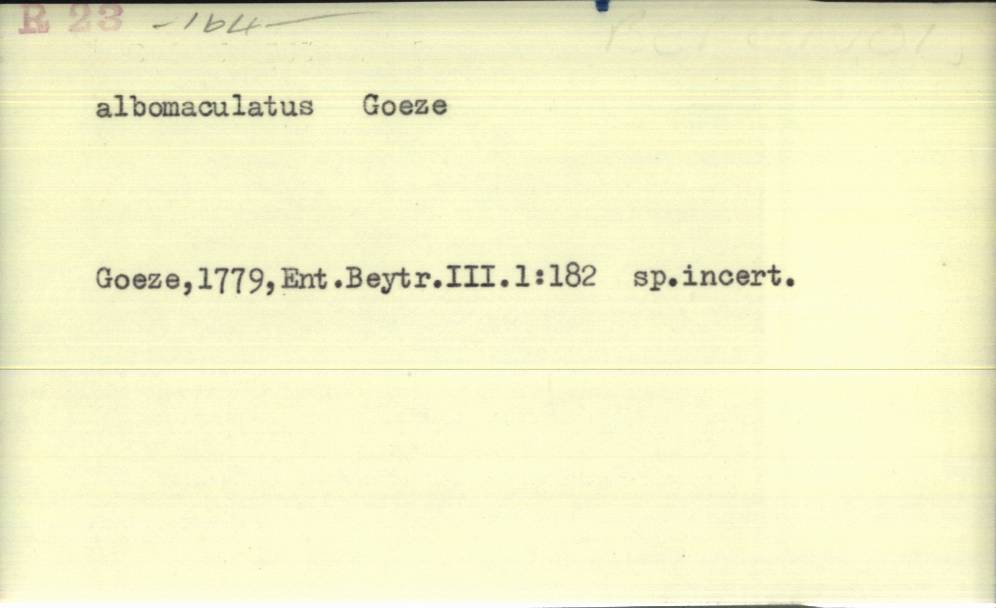 R 23 -164-
albomaculatus Goeze
Goeze,1779,Ent.Beytr.III.1:182 sp.incert.